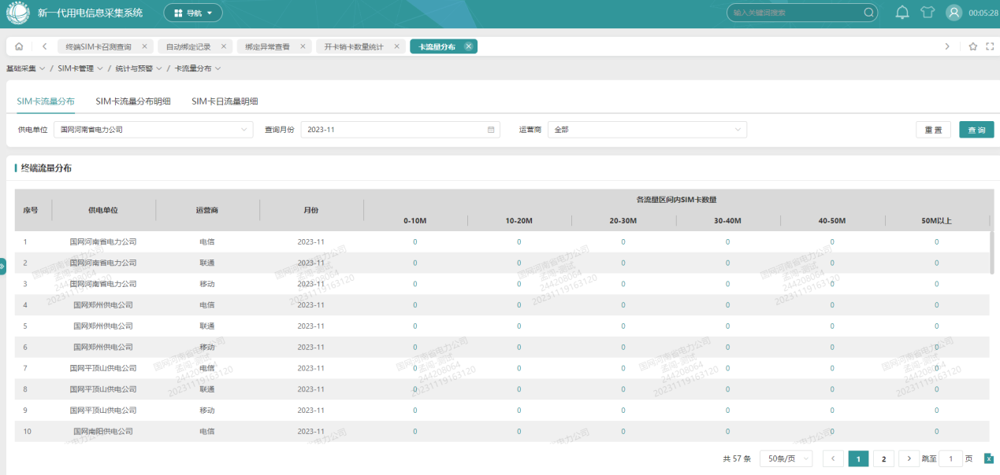 新一代用电信息采集系统 导航 输入关键词搜索 00:05:28
终端SIM卡召测查询 × 自动绑定记录 × 绑定异常查看 × 开卡销卡数量统计 × 卡流量分布 ×
基础采集 / SIM卡管理 / 统计与预警 / 卡流量分布
SIM卡流量分布 SIM卡流量分布明细 SIM卡日流量明细
供电单位 国网河南省电力公司 查询月份 2023-11 运营商 全部 重置 查询
终端流量分布
序号 供电单位 运营商 月份 各流量区间内SIM卡数量
0-10M 10-20M 20-30M 30-40M 40-50M 50M以上
1 国网河南省电力公司 电信 2023-11 0 0 0 0 0 0
2 国网河南省电力公司 联通 2023-11 0 0 0 0 0 0
3 国网河南省电力公司 移动 2023-11 0 0 0 0 0 0
4 国网郑州供电公司 电信 2023-11 0 0 0 0 0 0
5 国网郑州供电公司 联通 2023-11 0 0 0 0 0 0
6 国网郑州供电公司 移动 2023-11 0 0 0 0 0 0
7 国网平顶山供电公司 电信 2023-11 0 0 0 0 0 0
8 国网平顶山供电公司 联通 2023-11 0 0 0 0 0 0
9 国网平顶山供电公司 移动 2023-11 0 0 0 0 0 0
10 国网南阳供电公司 电信 2023-11 0 0 0 0 0 0
国网河南省电力公司
244208064
20231119163120
共 57 条 50条/页 1 2 跳至 1 页